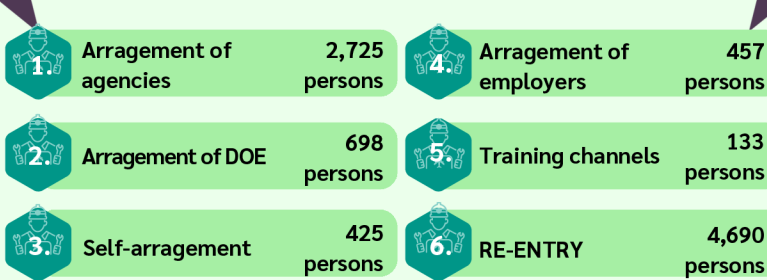 1.
Arragement of
agencies
2,725
persons
2.
Arragement of DOE
698
persons
3.
Self-arragement
425
persons
4.
Arragement of
employers
457
persons
5.
Training channels
133
persons
6.
RE-ENTRY
4,690
persons